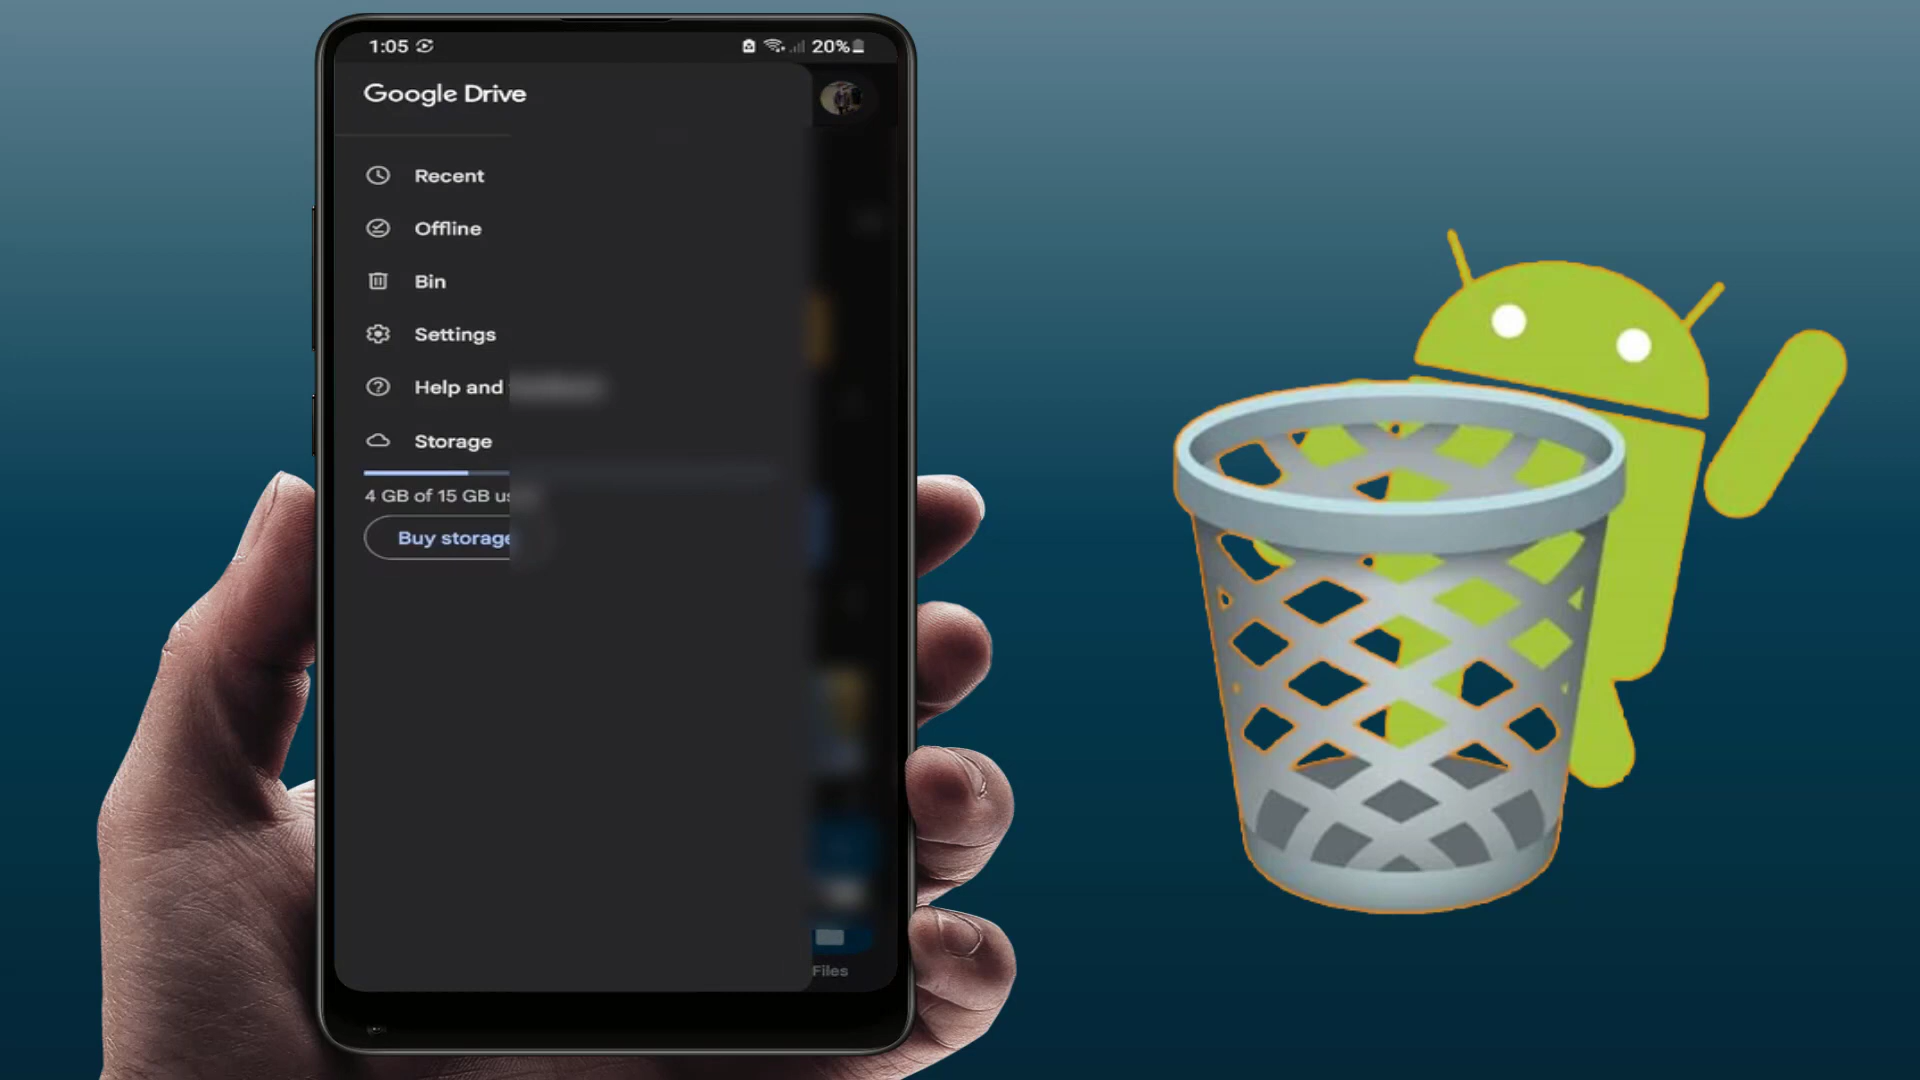 1:05
20%
Google Drive
Recent
Offline
Bin
Settings
Help and
Storage
4 GB of 15 GB
Buy storage
Files